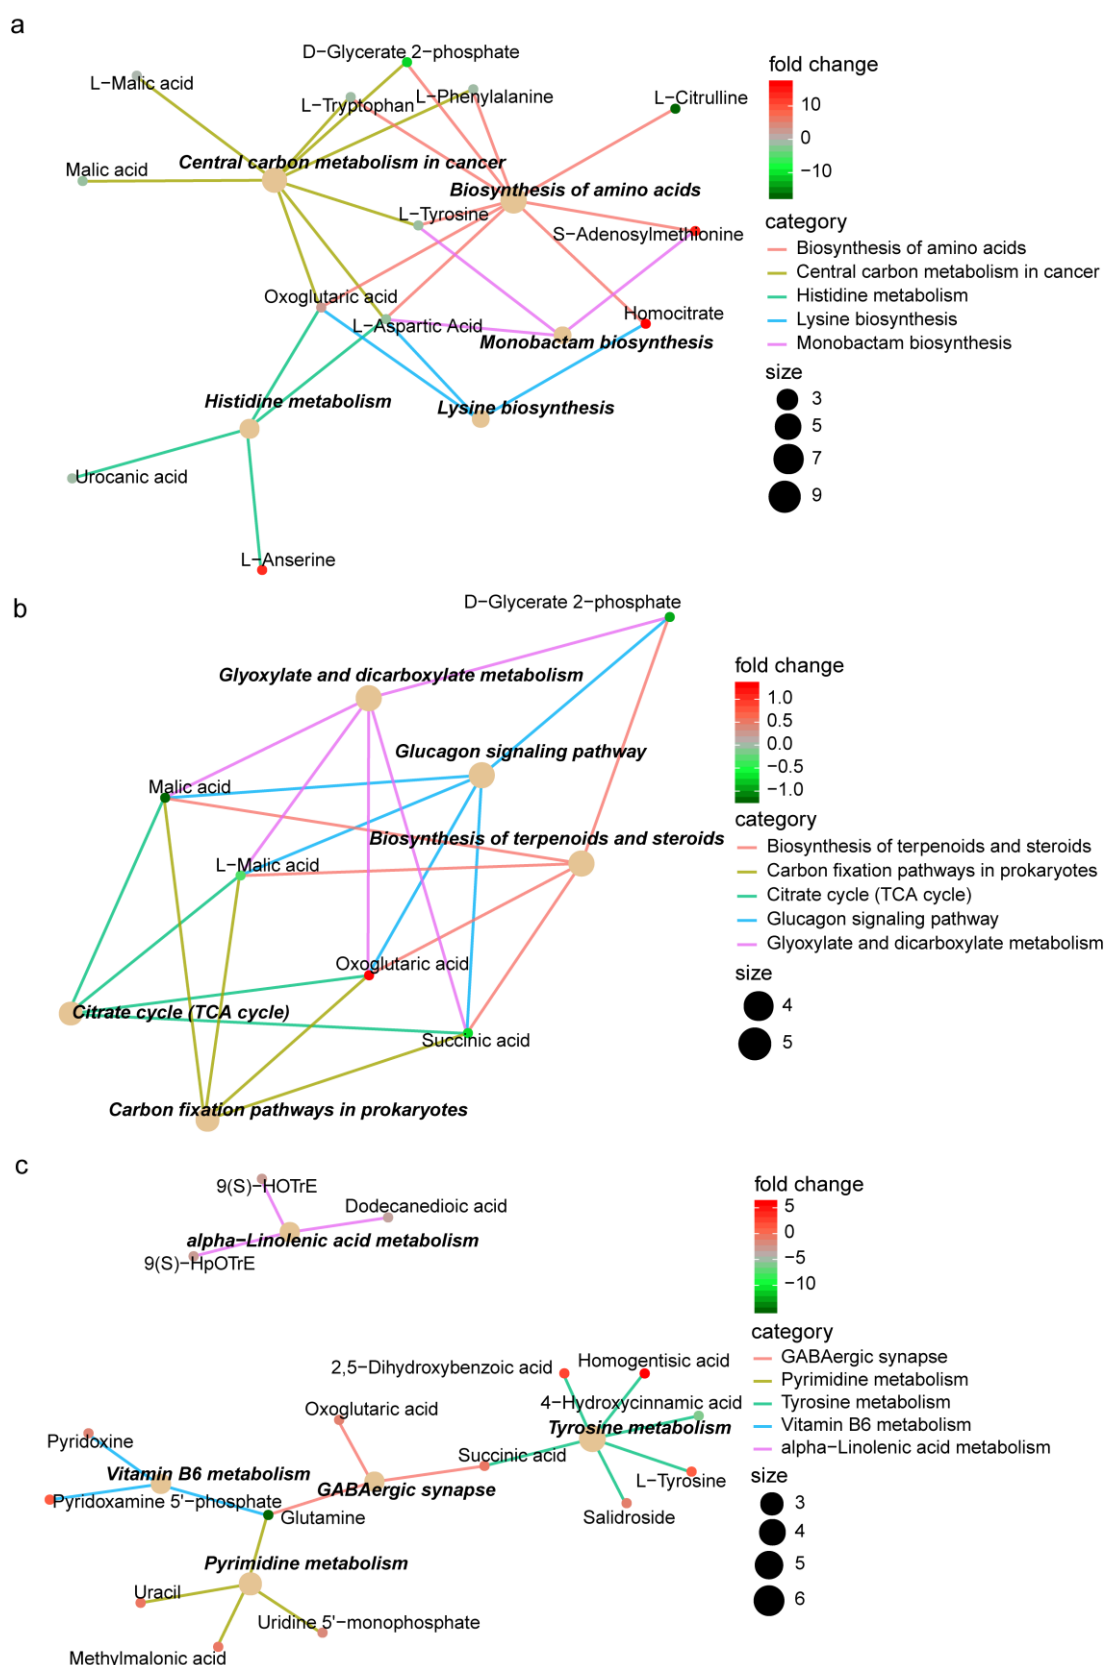 a
D−Glycerate 2−phosphate
L−Malic acid
L−Tryptophan
L−Phenylalanine
L−Citrulline
Malic acid
Central carbon metabolism in cancer
Biosynthesis of amino acids
L−Tyrosine
S−Adenosylmethionine
Oxoglutaric acid
L−Aspartic Acid
Homocitrate
Monobactam biosynthesis
Histidine metabolism
Lysine biosynthesis
Urocanic acid
L−Anserine
fold change
10
0
−10
category
Biosynthesis of amino acids
Central carbon metabolism in cancer
Histidine metabolism
Lysine biosynthesis
Monobactam biosynthesis
size
3
5
7
9
b
D−Glycerate 2−phosphate
Glyoxylate and dicarboxylate metabolism
Glucagon signaling pathway
Malic acid
Biosynthesis of terpenoids and steroids
L−Malic acid
Oxoglutaric acid
Citrate cycle (TCA cycle)
Succinic acid
Carbon fixation pathways in prokaryotes
fold change
1.0
0.5
0.0
−0.5
−1.0
category
Biosynthesis of terpenoids and steroids
Carbon fixation pathways in prokaryotes
Citrate cycle (TCA cycle)
Glucagon signaling pathway
Glyoxylate and dicarboxylate metabolism
size
4
5
c
9(S)−HOTrE
Dodecanedioic acid
alpha−Linolenic acid metabolism
9(S)−HpOTrE
2,5−Dihydroxybenzoic acid
Homogentisic acid
Oxoglutaric acid
4−Hydroxycinnamic acid
Tyrosine metabolism
Pyridoxine
Succinic acid
Vitamin B6 metabolism
L−Tyrosine
GABAergic synapse
Pyridoxamine 5'−phosphate
Glutamine
Salidroside
Pyrimidine metabolism
Uracil
Uridine 5'−monophosphate
Methylmalonic acid
fold change
5
0
−5
−10
category
GABAergic synapse
Pyrimidine metabolism
Tyrosine metabolism
Vitamin B6 metabolism
alpha−Linolenic acid metabolism
size
3
4
5
6